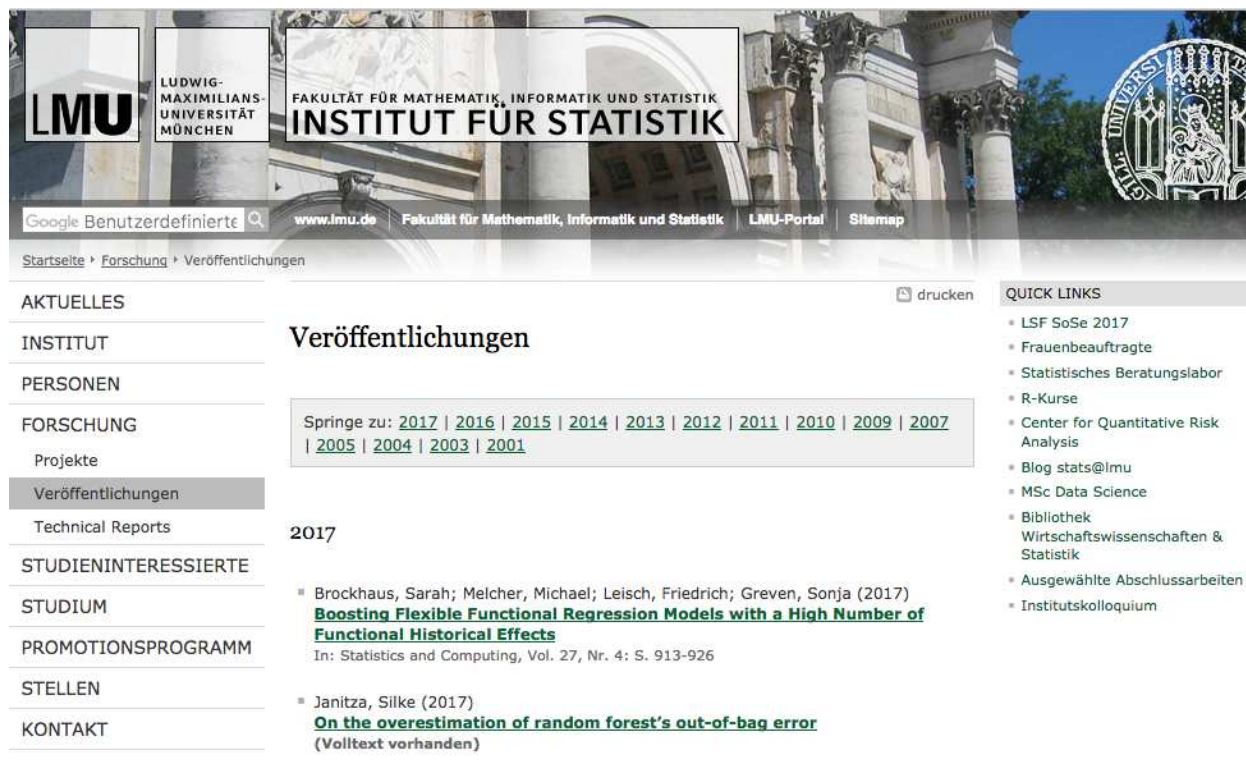 LMU
LUDWIG-
MAXIMILIANS-
UNIVERSITÄT
MÜNCHEN
FAKULTÄT FÜR MATHEMATIK, INFORMATIK UND STATISTIK
INSTITUT FÜR STATISTIK
Google Benutzerdefinierte
www.lmu.de | Fakultät für Mathematik, Informatik und Statistik | LMU-Portal | Sitemap
Startseite ‣ Forschung ‣ Veröffentlichungen
AKTUELLES
INSTITUT
PERSONEN
FORSCHUNG
Projekte
Veröffentlichungen
Technical Reports
STUDIENINTERESSIERTE
STUDIUM
PROMOTIONSPROGRAMM
STELLEN
KONTAKT
drucken
Veröffentlichungen
Springe zu: 2017 | 2016 | 2015 | 2014 | 2013 | 2012 | 2011 | 2010 | 2009 | 2007
| 2005 | 2004 | 2003 | 2001
2017
Brockhaus, Sarah; Melcher, Michael; Leisch, Friedrich; Greven, Sonja (2017)
Boosting Flexible Functional Regression Models with a High Number of
Functional Historical Effects
In: Statistics and Computing, Vol. 27, Nr. 4: S. 913-926
Janitza, Silke (2017)
On the overestimation of random forest's out-of-bag error
(Volltext vorhanden)
QUICK LINKS
LSF SoSe 2017
Frauenbeauftragte
Statistisches Beratungslabor
R-Kurse
Center for Quantitative Risk
Analysis
Blog stats@lmu
MSc Data Science
Bibliothek
Wirtschaftswissenschaften &
Statistik
Ausgewählte Abschlussarbeiten
Institutskolloquium